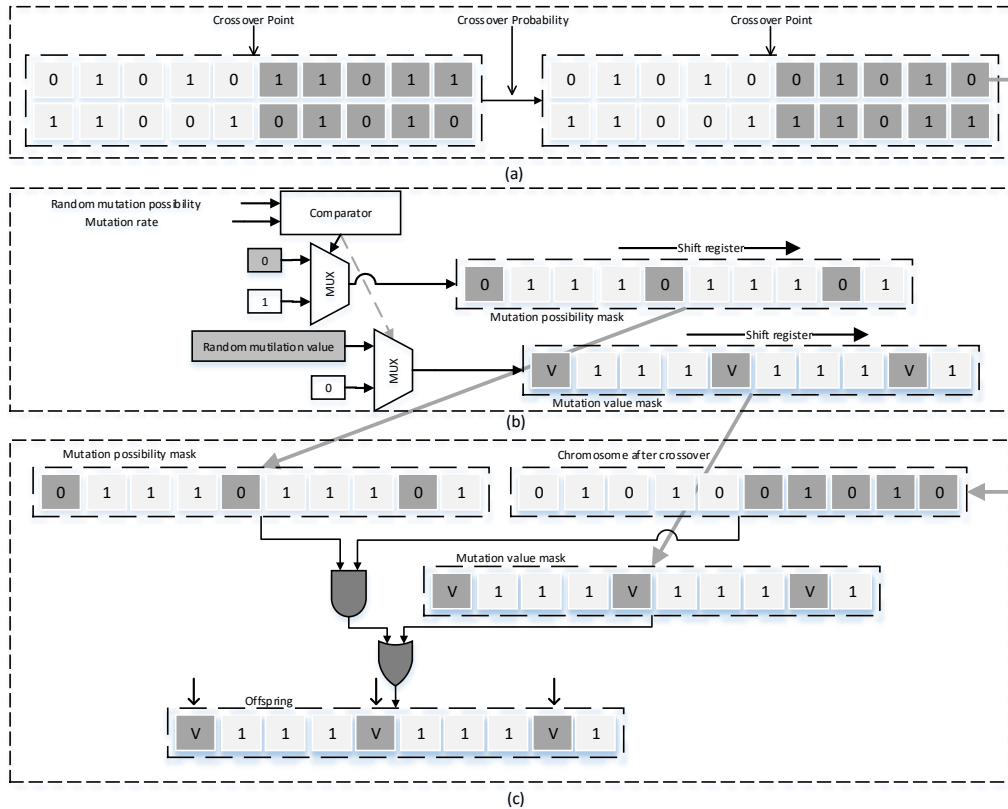 Crossover Point Crossover Probability Crossover Point
0 1 0 1 0 1 1 0 1 1 0 1 0 1 0 0 1 0 1 0
1 1 0 0 1 0 1 0 1 0 1 1 0 0 1 1 1 0 1 1
(a)
Random mutation possibility
Mutation rate
Comparator
0
1
MUX
Shift register
0 1 1 1 0 1 1 1 0 1
Mutation possibility mask
Random mutilation value
0
MUX
Shift register
V 1 1 1 V 1 1 1 V 1
Mutation value mask
(b)
Mutation possibility mask
0 1 1 1 0 1 1 1 0 1
Chromosome after crossover
0 1 0 1 0 0 1 0 1 0
Mutation value mask
V 1 1 1 V 1 1 1 V 1
Offspring
V 1 1 1 V 1 1 1 V 1
(c)